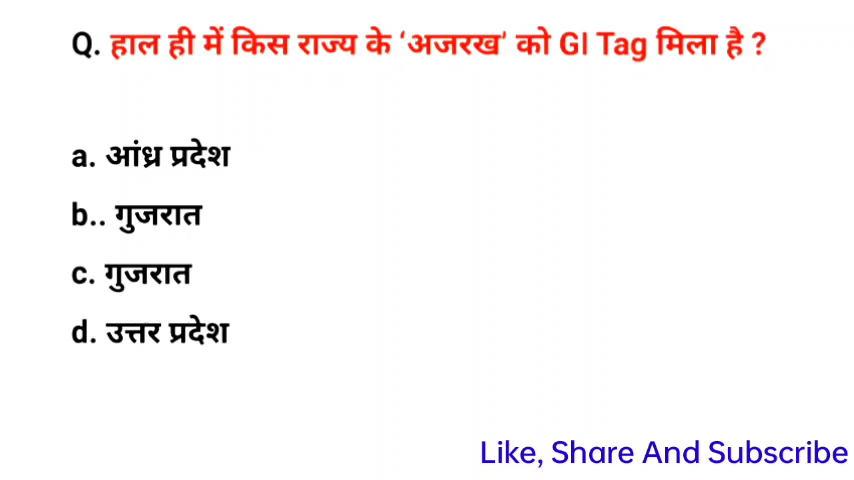 Q. हाल ही में किस राज्य के ‘अजरख’ को GI Tag मिला है ?
a. आंध्र प्रदेश
b.. गुजरात
c. गुजरात
d. उत्तर प्रदेश
Like, Share And Subscribe